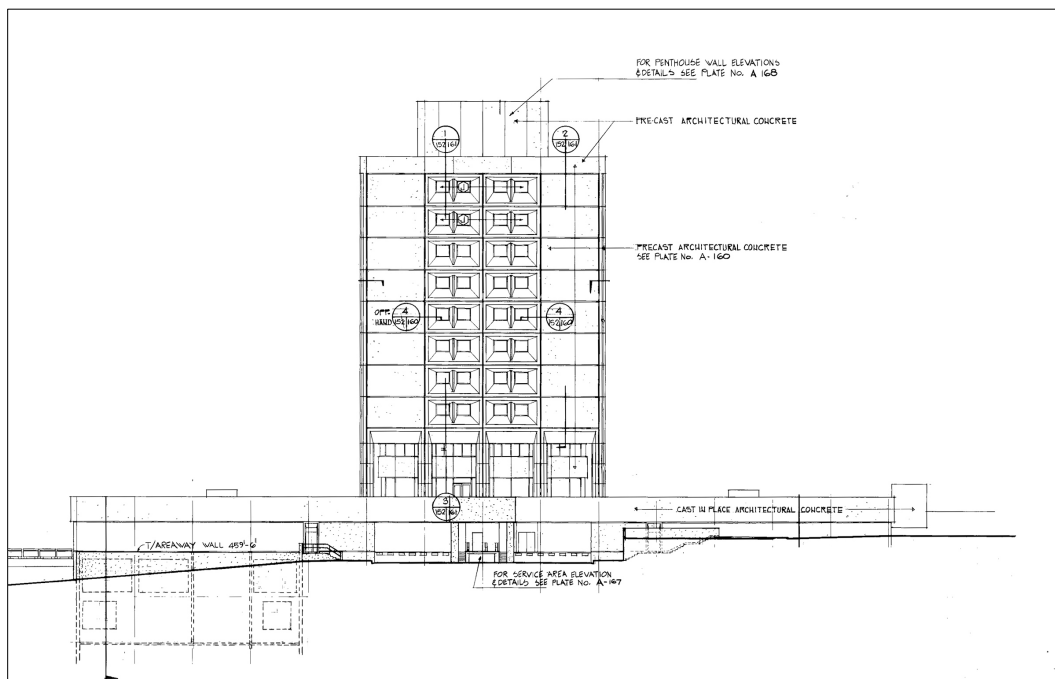 FOR PENTHOUSE WALL ELEVATIONS
& DETAILS SEE PLATE No. A 168
PRE-CAST ARCHITECTURAL CONCRETE
1
152 161
2
152 161
J
J
PRECAST ARCHITECTURAL CONCRETE
SEE PLATE No. A-160
OPP.
HAND
4
152 160
4
152 160
3
152 161
CAST IN PLACE ARCHITECTURAL CONCRETE
T/AREAWAY WALL 459'-6"
FOR SERVICE AREA ELEVATION
& DETAILS SEE PLATE No. A-167